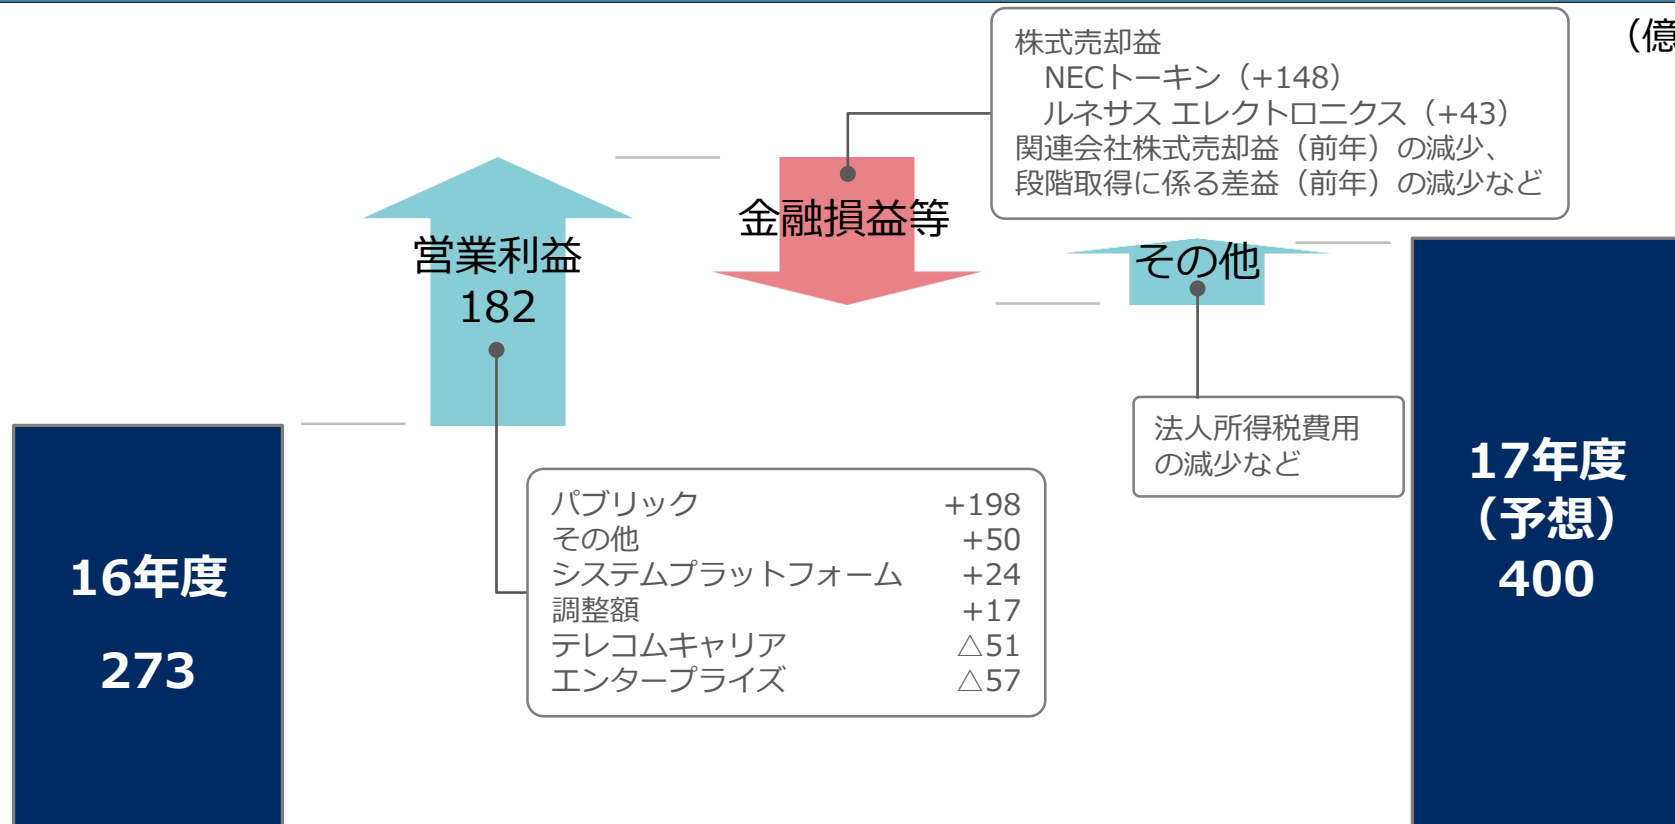 （億
株式売却益
NECトーキン（+148）
ルネサス エレクトロニクス（+43）
関連会社株式売却益（前年）の減少、
段階取得に係る差益（前年）の減少など
営業利益
182
金融損益等
その他
法人所得税費用
の減少など
パブリック +198
その他 +50
システムプラットフォーム +24
調整額 +17
テレコムキャリア △51
エンタープライズ △57
16年度
273
17年度
（予想）
400